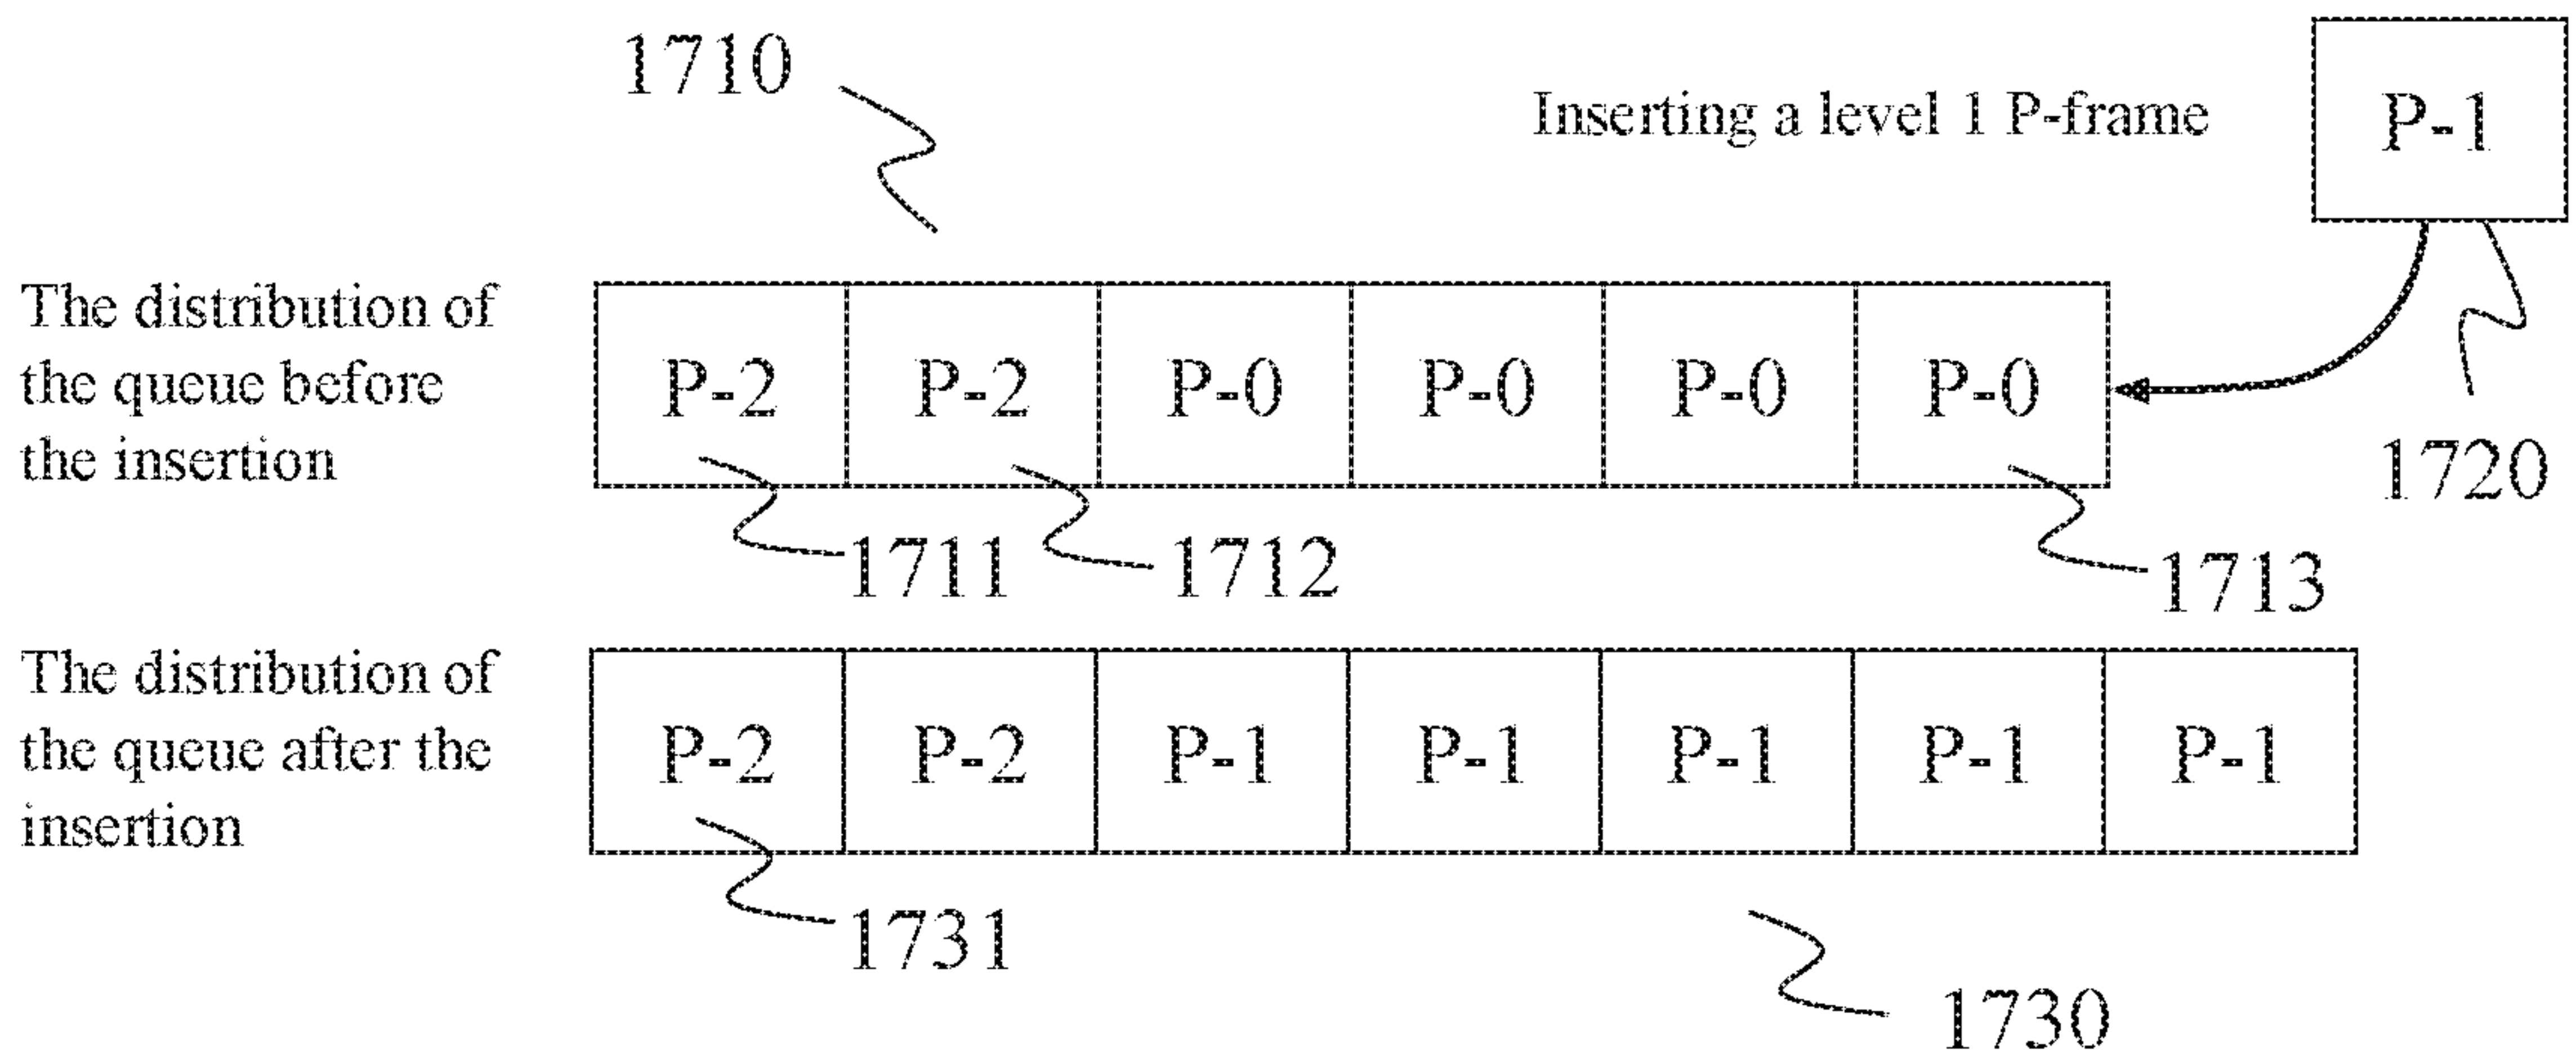 1710
Inserting a level 1 P-frame
P-1
The distribution of
the queue before
the insertion
P-2 P-2 P-0 P-0 P-0 P-0
1720
1711 1712 1713
The distribution of
the queue after the
insertion
P-2 P-2 P-1 P-1 P-1 P-1 P-1
1731
1730